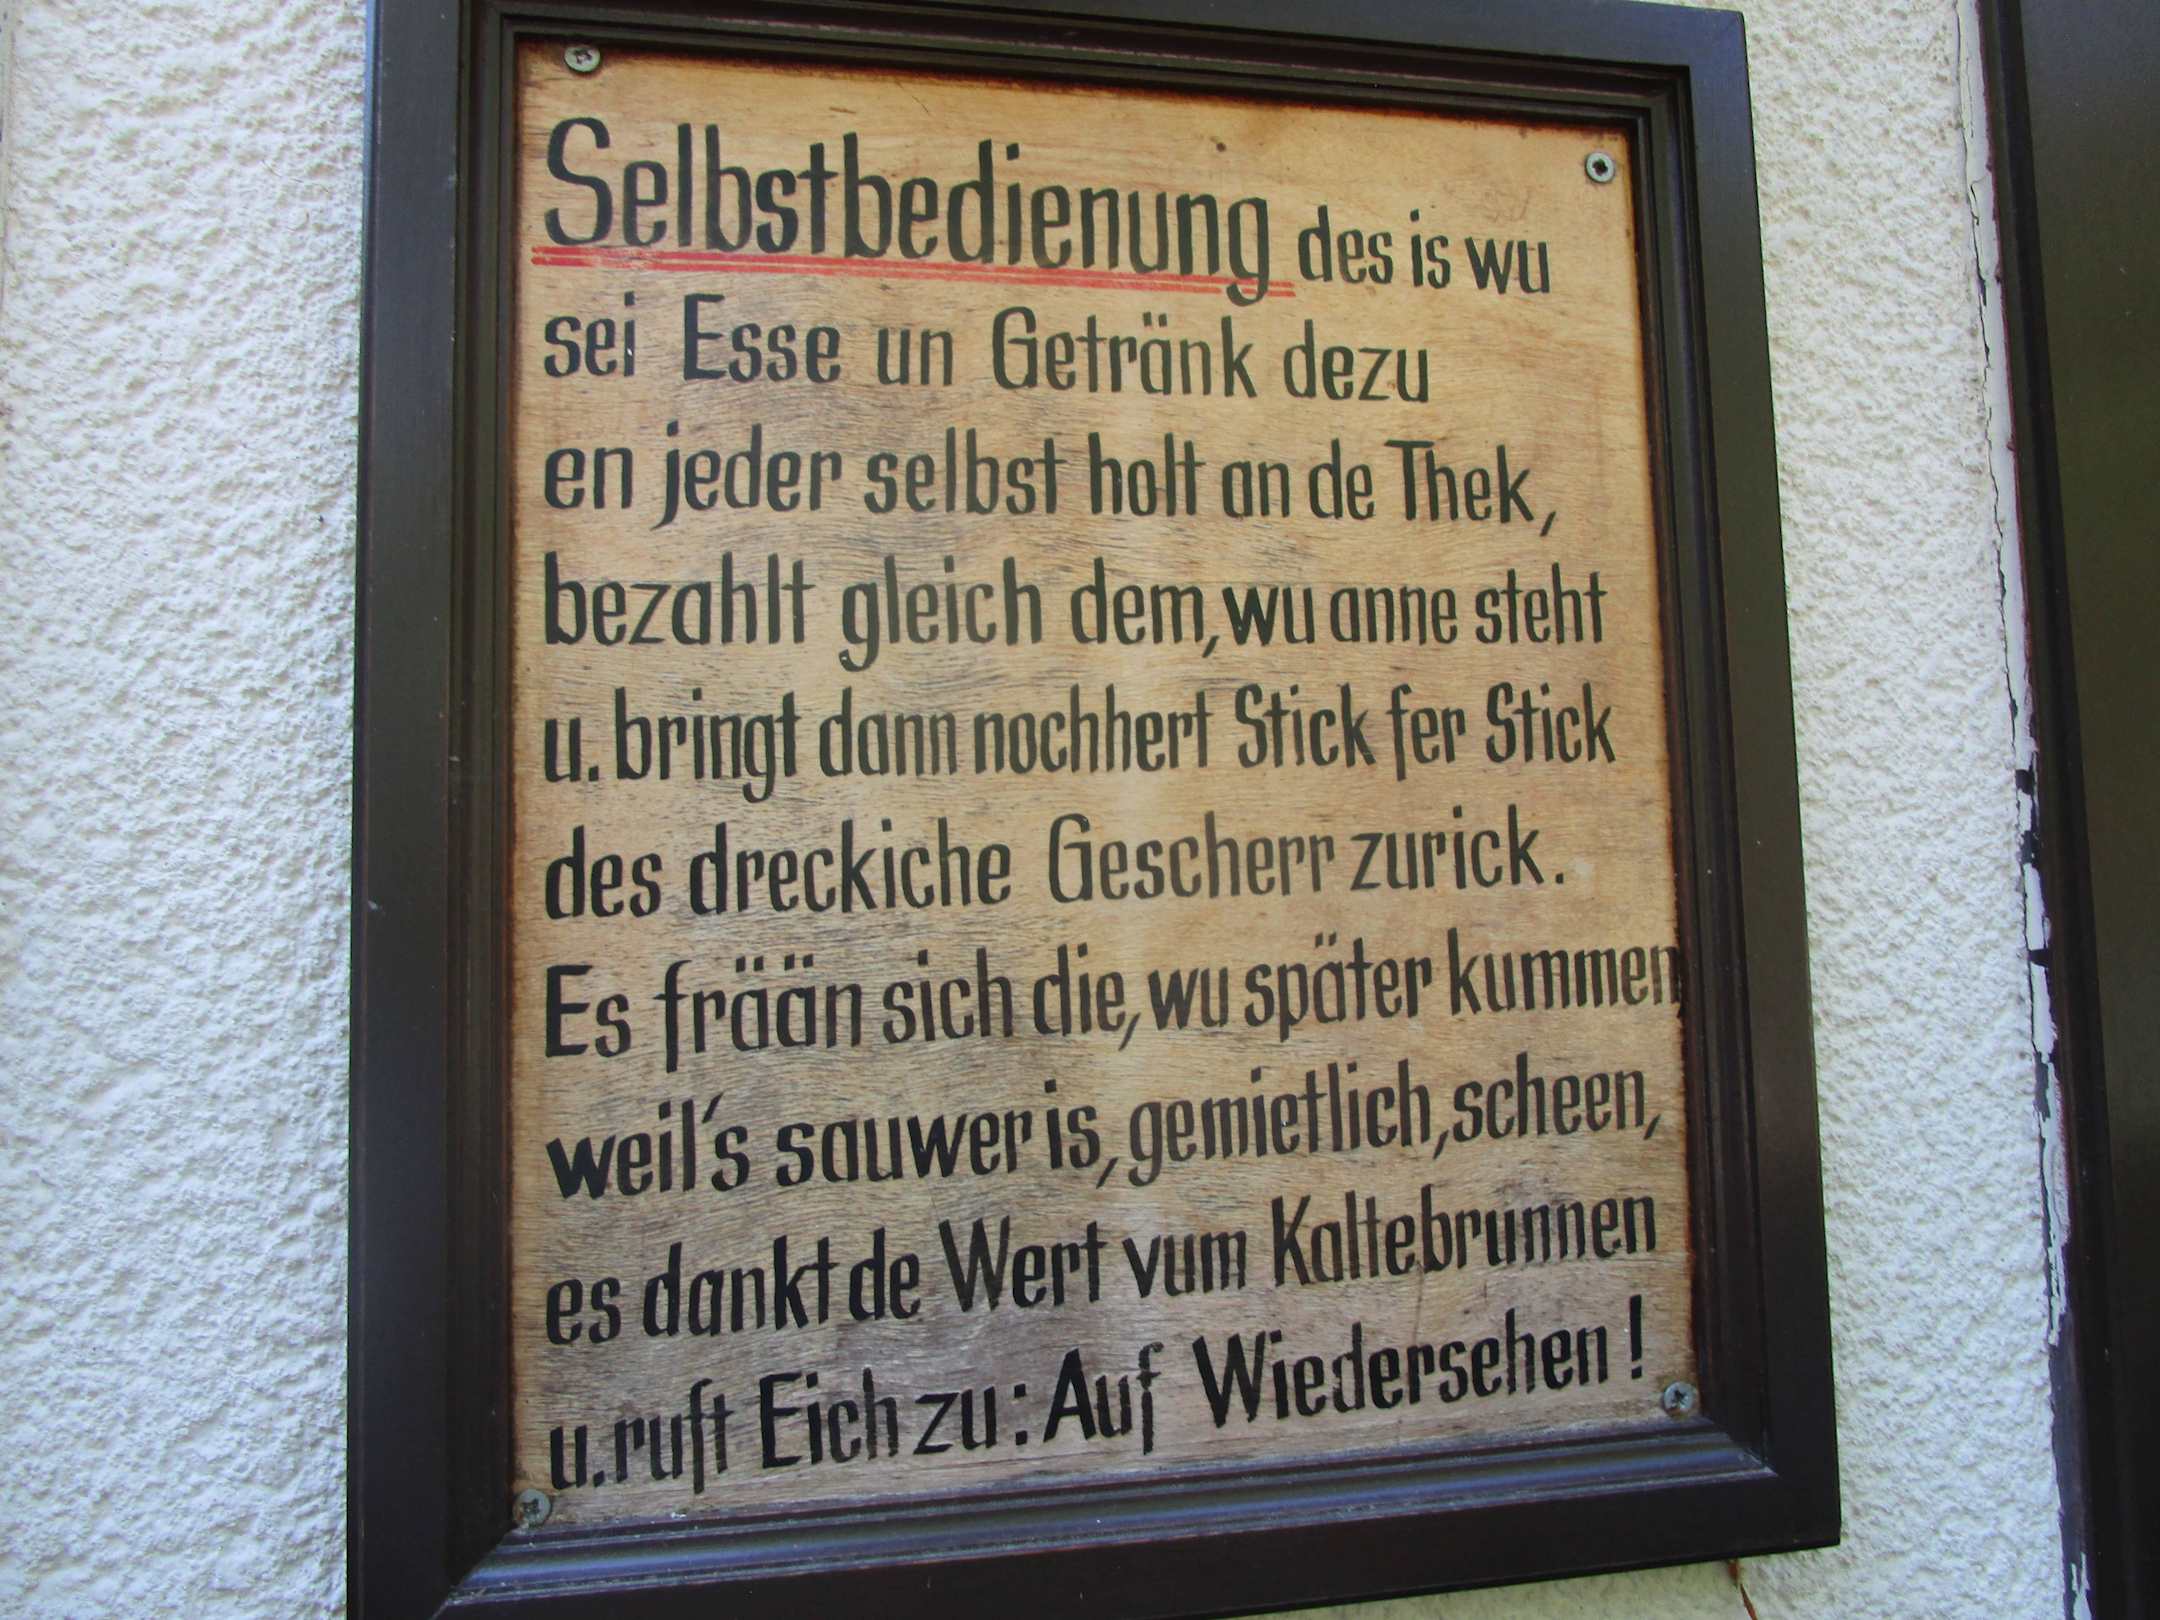 Selbstbedienung des is wu
sei Esse un Getränk dezu
en jeder selbst holt an de Thek,
bezahlt gleich dem, wu anne steht
u. bringt dann nochhert Stick fer Stick
des dreckiche Gescherr zurick.
Es frään sich die, wu später kummen,
weil's sauwer is, gemietlich, scheen,
es dankt de Wert vum Kaltebrunnen
u. ruft Eich zu: Auf Wiedersehen!